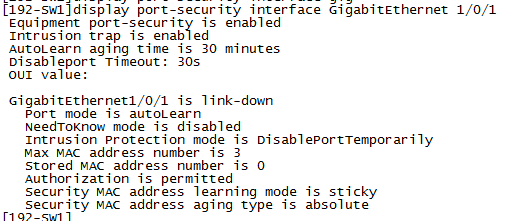 [192-SW1]display port-security interface GigabitEthernet 1/0/1
Equipment port-security is enabled
Intrusion trap is enabled
AutoLearn aging time is 30 minutes
Disableport Timeout: 30s
OUI value:
GigabitEthernet1/0/1 is link-down
Port mode is autoLearn
NeedToKnow mode is disabled
Intrusion Protection mode is DisablePortTemporarily
Max MAC address number is 3
Stored MAC address number is 0
Authorization is permitted
Security MAC address learning mode is sticky
Security MAC address aging type is absolute
[192-SW1]